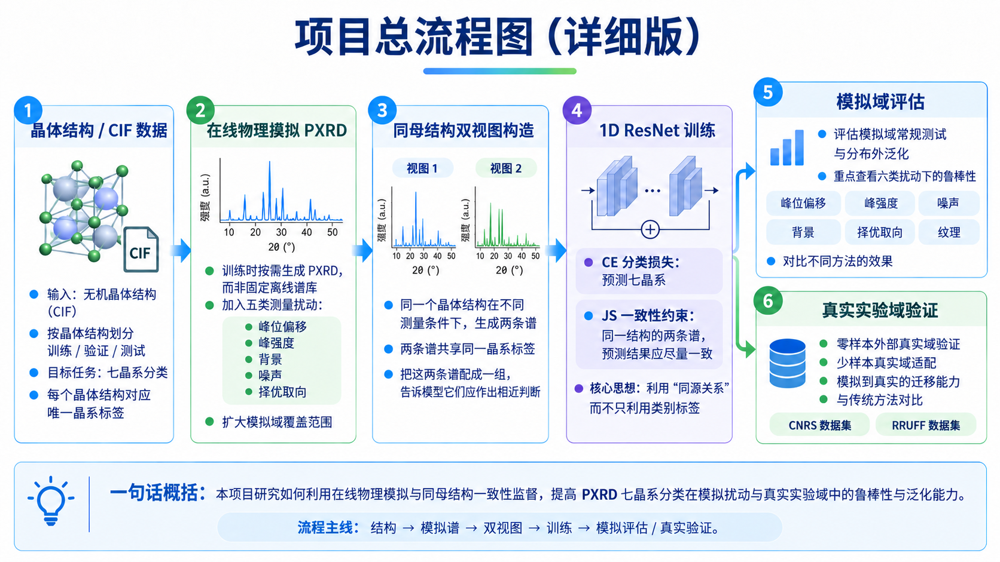 项目总流程图（详细版）
1
晶体结构 / CIF 数据
CIF
输入：无机晶体结构
（CIF）
按晶体结构划分
训练 / 验证 / 测试
目标任务：七晶系分类
每个晶体结构对应
唯一晶系标签
2
在线物理摸拟 PXRD
强度 (a.u.)
10 20 30 40 50
2θ (°)
训练时按需生成 PXRD，
而非固定离线谱库
加入五类测量扰动：
峰位偏移
峰强度
背景
噪声
择优取向
扩大模拟域覆盖范围
3
同母结构双视图构造
视图 1
强度 (a.u.)
10 20 30 40 50
2θ (°)
视图 2
强度 (a.u.)
10 20 30 40 50
2θ (°)
同一个晶体结构在不同
测量条件下，生成两条谱
两条谱共享同一晶系标签
把这两条谱配成一组，
告诉模型它们应作出相近判断
4
1D ResNet 训练
...
+
CE 分类损失：
预测七晶系
JS 一致性约束：
同一结构的两条谱，
预测结果应尽量一致
核心思想：利用 “同源关系”
而不只利用类别标签
5
模拟域评估
评估模拟域常规测试
与分布外泛化
重点查看六类扰动下的鲁棒性
峰位偏移 峰强度 噪声
背景 择优取向 纹理
对比不同方法的效果
6
真实实验域验证
零样本外部真实域验证
少样本真实域适配
模拟到真实的迁移能力
与传统方法对比
CNRS 数据集 RRUFF 数据集
一句话概括：本项目研究如何利用在线物理模拟与同母结构一致性监督，提高 PXRD 七晶系分类在模拟扰动与真实实验域中的鲁棒性与泛化能力。
流程主线：结构 → 模拟谱 → 双视图 → 训练 → 模拟评估 / 真实验证。